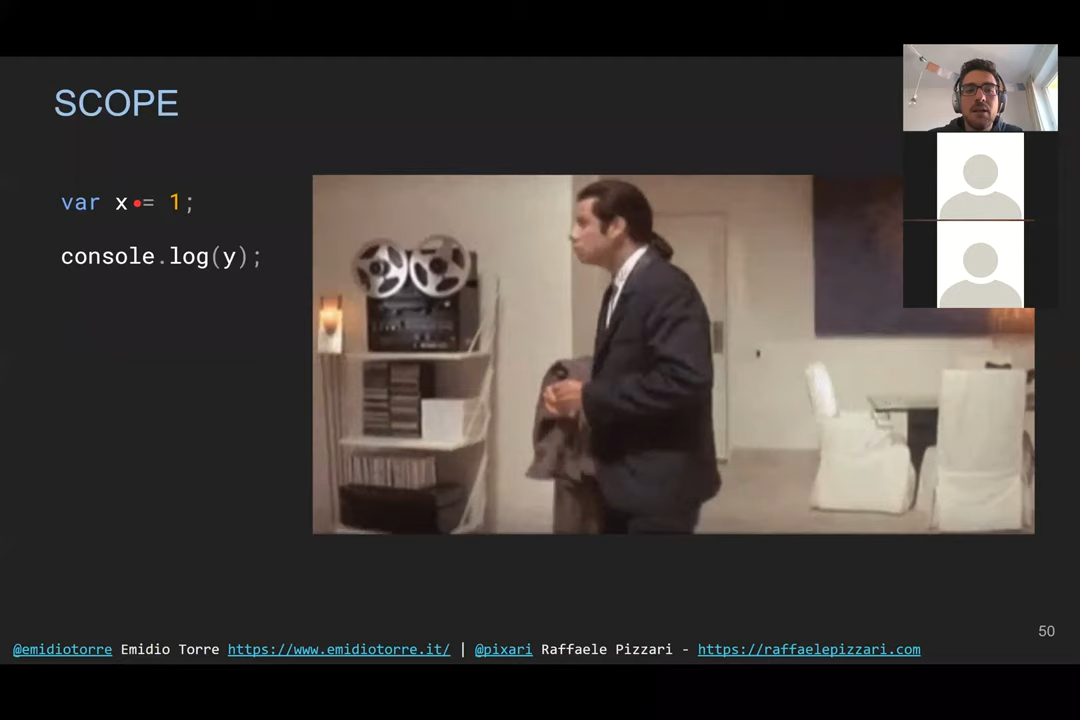 SCOPE
var x = 1;
console.log(y);
50
@emidiotorre Emidio Torre https://www.emidiotorre.it/ | @pixari Raffaele Pizzari - https://raffaelepizzari.com